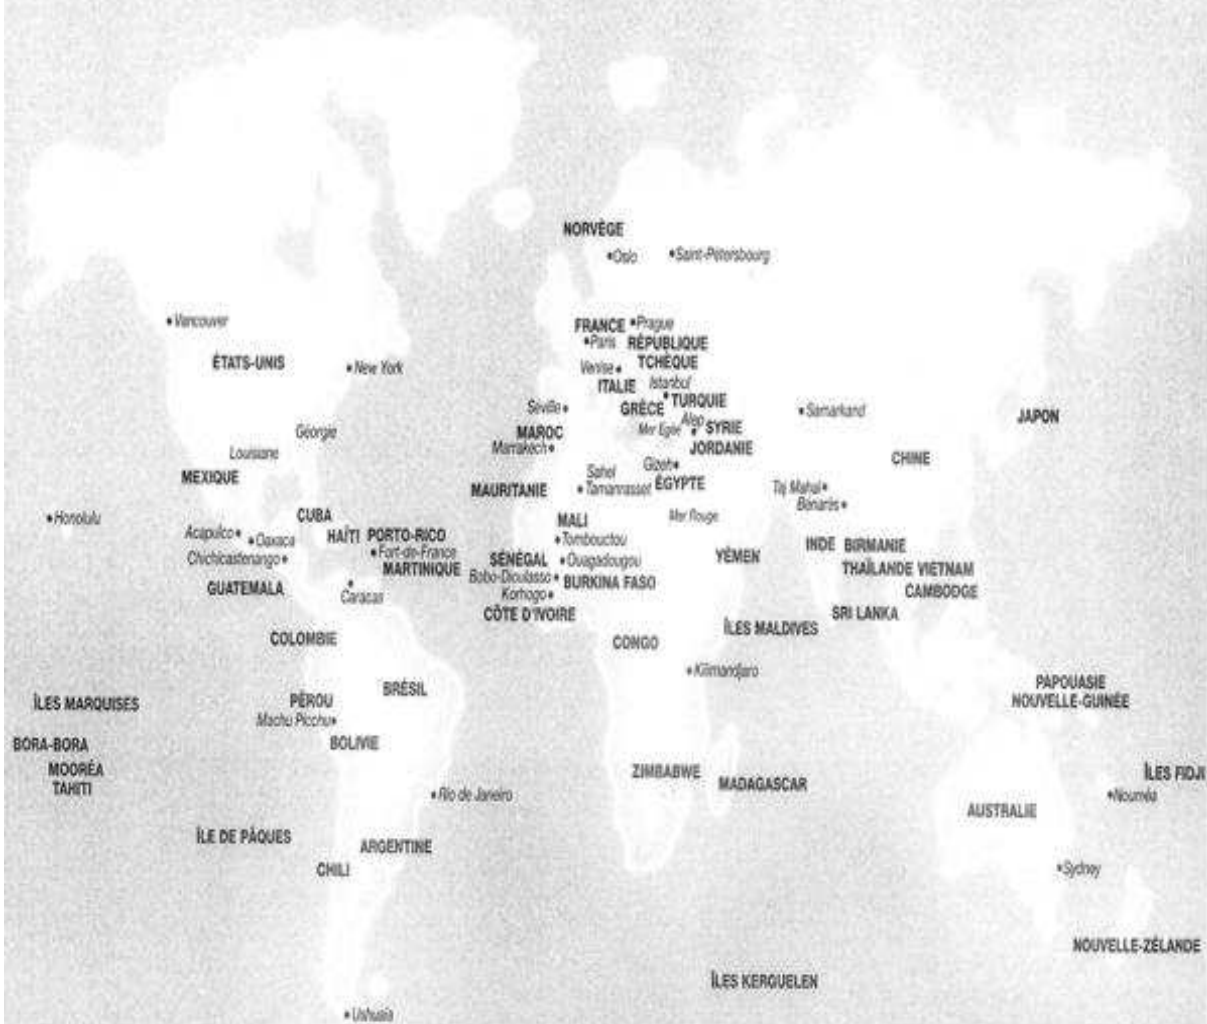 NORVÈGE
•Oslo
•Saint-Pétersbourg
•Vancouver
FRANCE
•Prague
•Paris
RÉPUBLIQUE
TCHÈQUE
ÉTATS-UNIS
•New York
Venise•
ITALIE
Istanbul
GRÈCE
TURQUIE
Séville•
•Samarkand
JAPON
Géorgie
MAROC
Mer Egée
Alep
SYRIE
Louisiane
Marrakech•
JORDANIE
CHINE
MEXIQUE
Gizeh•
Sahel
MAURITANIE
•Tamanrasset
ÉGYPTE
Taj Mahal•
Bénarès•
•Honolulu
CUBA
MALI
Mer Rouge
Acapulco•
•Oaxaca
HAÏTI
PORTO-RICO
•Tombouctou
INDE
BIRMANIE
Chichicastenango•
•Fort-de-France
MARTINIQUE
SÉNÉGAL
•Ouagadougou
YÉMEN
THAÏLANDE
VIETNAM
Bobo-Dioulasso•
BURKINA FASO
GUATEMALA
Caracas
Korhogo•
CAMBODGE
CÔTE D'IVOIRE
SRI LANKA
COLOMBIE
CONGO
ÎLES MALDIVES
•Kilimandjaro
ÎLES MARQUISES
PÉROU
BRÉSIL
PAPOUASIE
NOUVELLE-GUINÉE
Machu Picchu•
BORA-BORA
BOLIVIE
MOORÉA
TAHITI
ZIMBABWE
MADAGASCAR
ÎLES FIDJI
•Rio de Janeiro
•Nouméa
AUSTRALIE
ÎLE DE PÂQUES
ARGENTINE
CHILI
•Sydney
NOUVELLE-ZÉLANDE
ÎLES KERGUELEN
•Ushuaïa